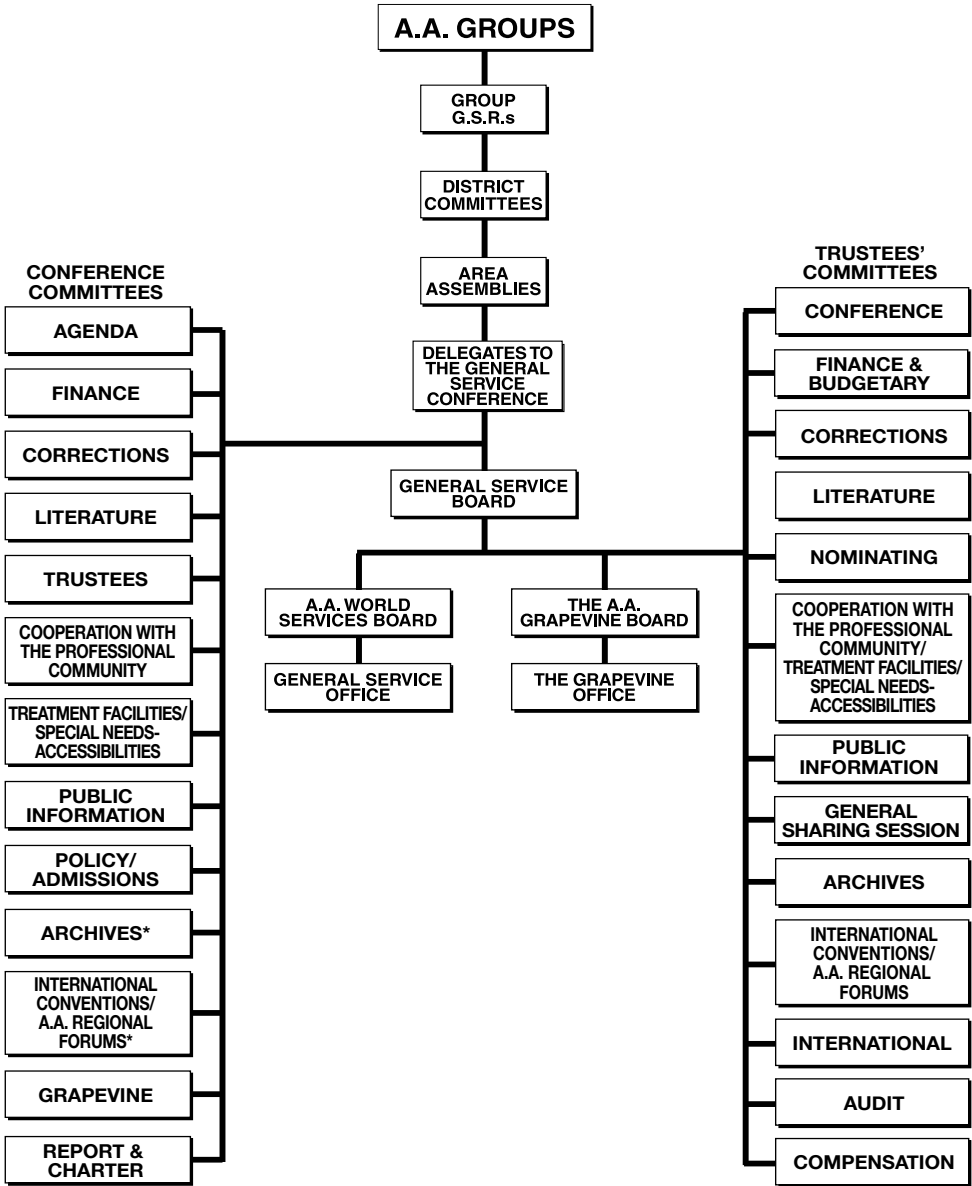 A.A. GROUPS
GROUP
G.S.R.s
DISTRICT
COMMITTEES
AREA
ASSEMBLIES
DELEGATES TO
THE GENERAL
SERVICE
CONFERENCE
GENERAL SERVICE
BOARD
A.A. WORLD
SERVICES BOARD
GENERAL SERVICE
OFFICE
THE A.A.
GRAPEVINE BOARD
THE GRAPEVINE
OFFICE
CONFERENCE
COMMITTEES
AGENDA
FINANCE
CORRECTIONS
LITERATURE
TRUSTEES
COOPERATION WITH
THE PROFESSIONAL
COMMUNITY
TREATMENT FACILITIES/
SPECIAL NEEDS-
ACCESSIBILITIES
PUBLIC
INFORMATION
POLICY/
ADMISSIONS
ARCHIVES*
INTERNATIONAL
CONVENTIONS/
A.A. REGIONAL
FORUMS*
GRAPEVINE
REPORT &
CHARTER
TRUSTEES'
COMMITTEES
CONFERENCE
FINANCE &
BUDGETARY
CORRECTIONS
LITERATURE
NOMINATING
COOPERATION WITH
THE PROFESSIONAL
COMMUNITY/
TREATMENT FACILITIES/
SPECIAL NEEDS-
ACCESSIBILITIES
PUBLIC
INFORMATION
GENERAL
SHARING SESSION
ARCHIVES
INTERNATIONAL
CONVENTIONS/
A.A. REGIONAL
FORUMS
INTERNATIONAL
AUDIT
COMPENSATION